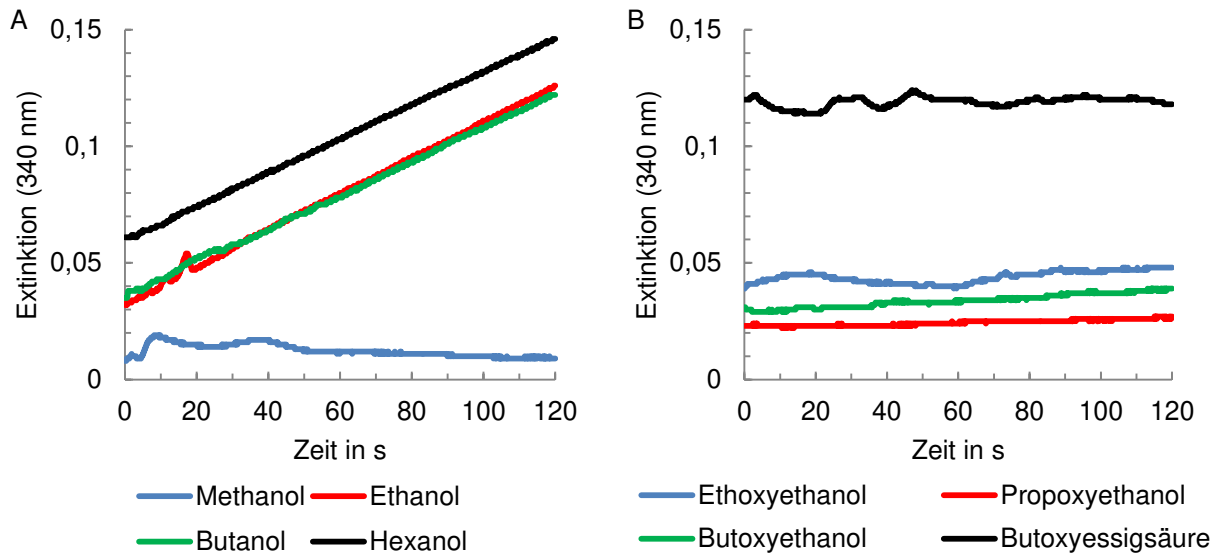 A
Extinktion (340 nm)
0,15
0,1
0,05
0
0 20 40 60 80 100 120
Zeit in s
Methanol Ethanol
Butanol Hexanol
B
Extinktion (340 nm)
0,15
0,1
0,05
0
0 20 40 60 80 100 120
Zeit in s
Ethoxyethanol Propoxyethanol
Butoxyethanol Butoxyessigsäure